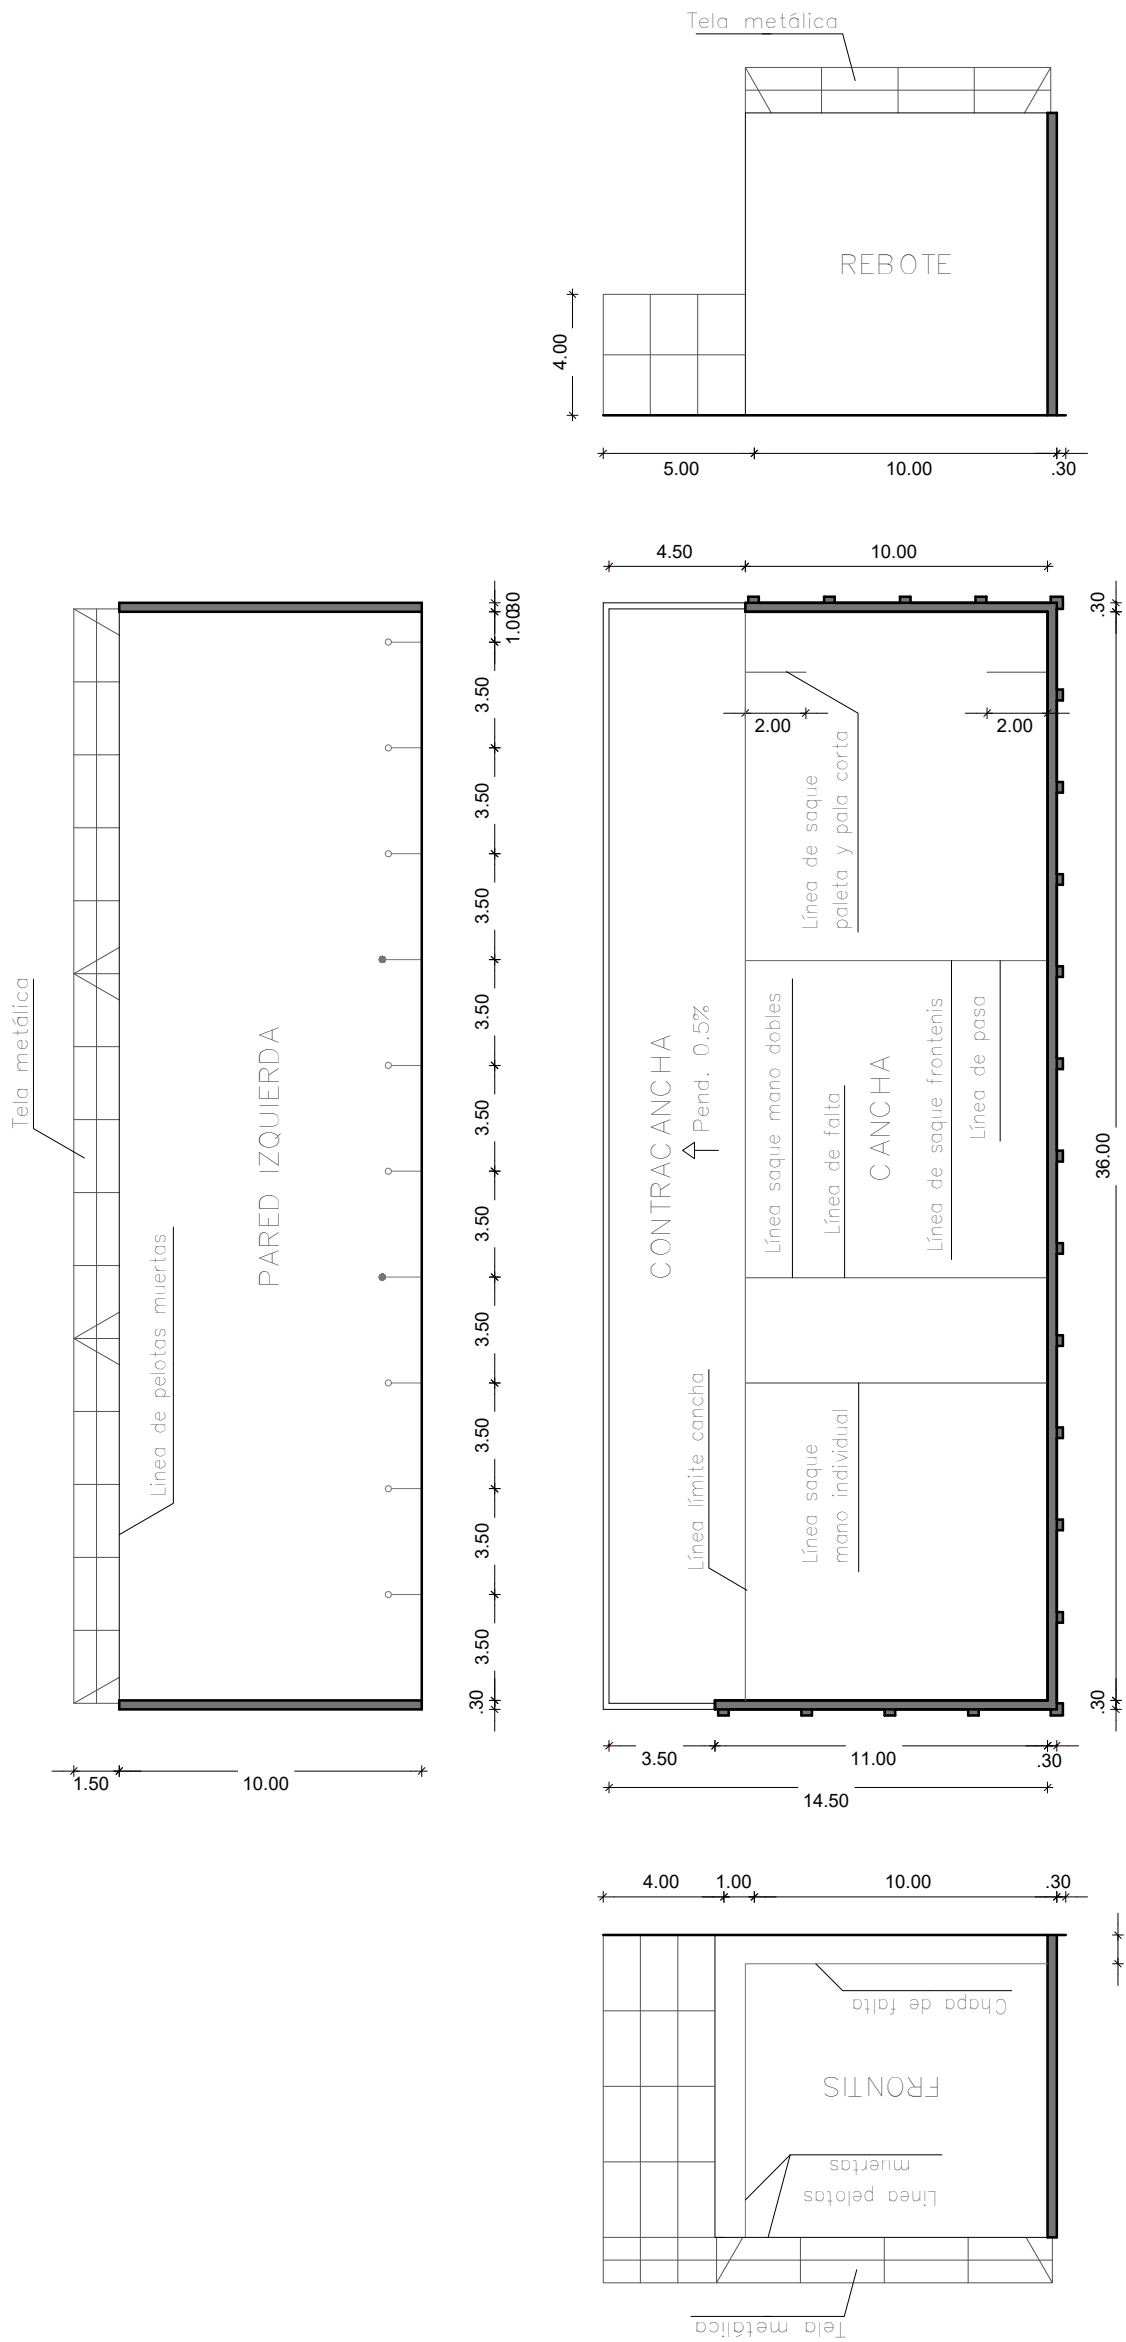 Tela metálica
REBOTE
4.00
5.00
10.00
.30
4.50
10.00
.30
1.00
.30
3.50
3.50
3.50
3.50
3.50
3.50
3.50
3.50
3.50
3.50
.30
Tela metálica
PARED IZQUIERDA
Línea de pelotas muertas
1.50
10.00
2.00
2.00
Línea de saque
paleta y pala corta
CONTRACANCHA
Pend. 0.5%
Línea saque mano dobles
Línea de falta
CANCHA
Línea de saque frontenis
Línea de pasa
36.00
Línea límite cancha
Línea saque
mano individual
.30
3.50
11.00
.30
14.50
4.00
1.00
10.00
.30
Chapa de falta
FRONTIS
Línea pelotas
muertas
Tela metálica